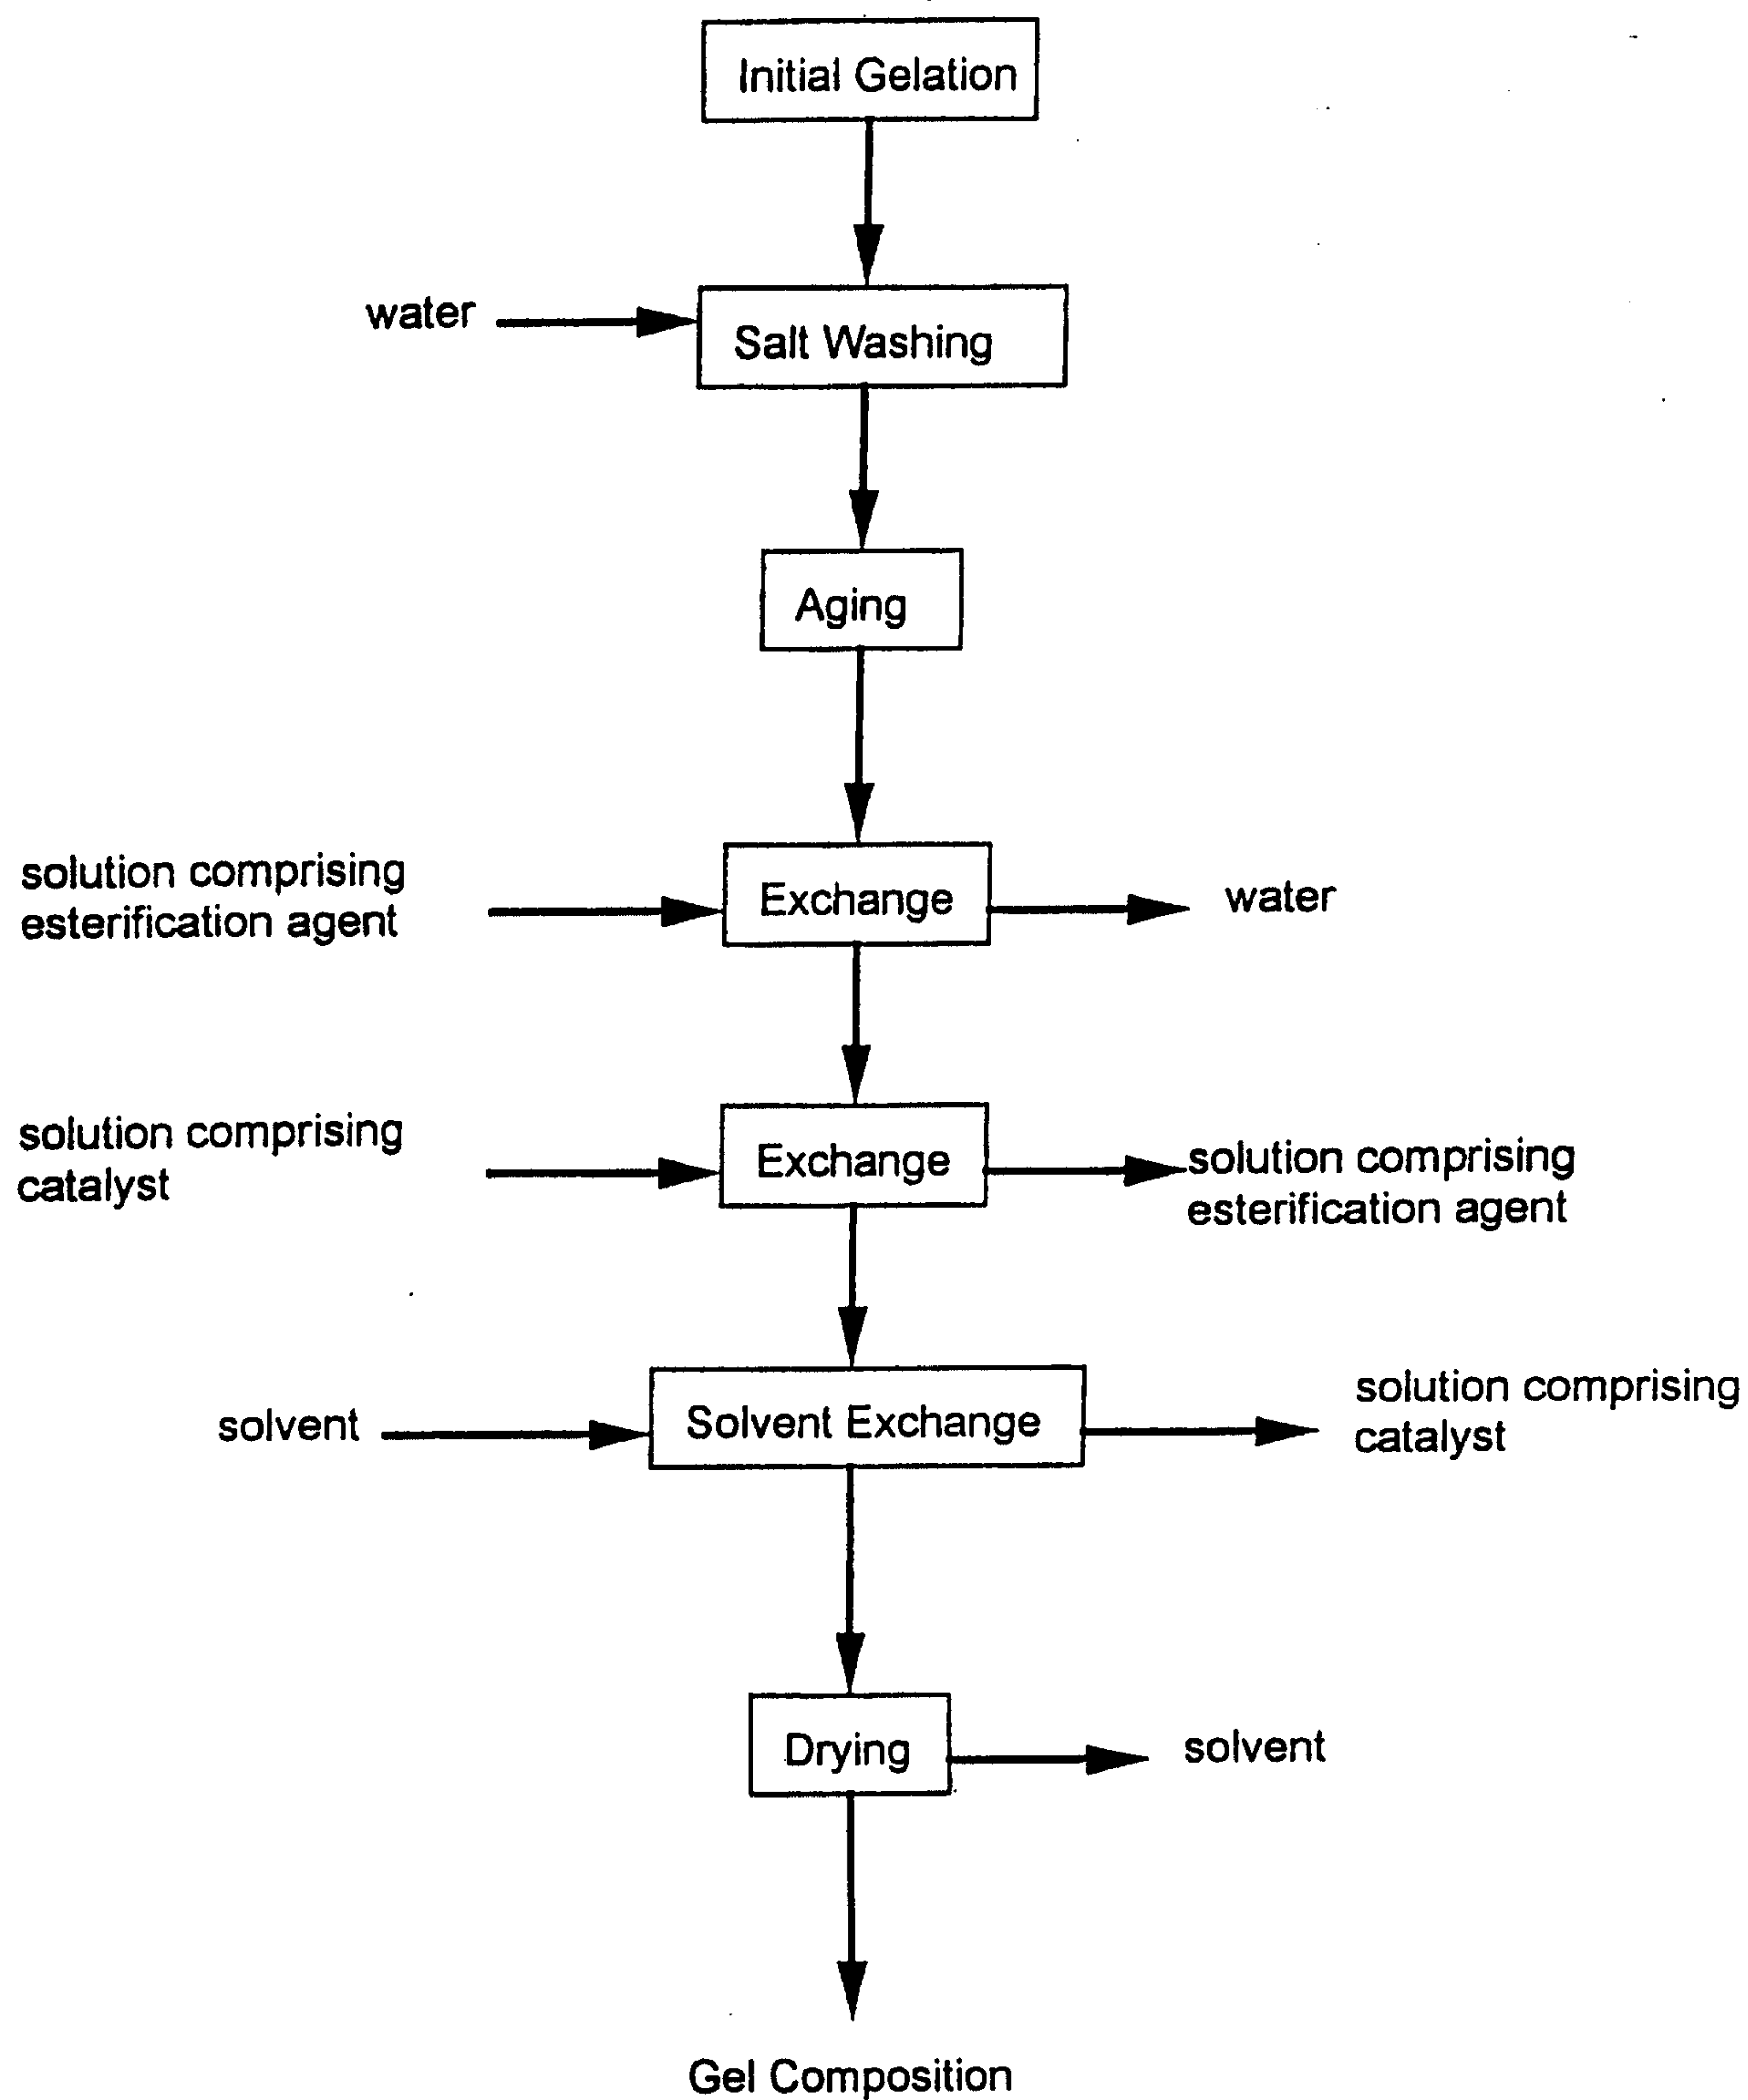 Initial Gelation
water
Salt Washing
Aging
solution comprising
esterification agent
Exchange
water
solution comprising
catalyst
Exchange
solution comprising
esterification agent
solvent
Solvent Exchange
solution comprising
catalyst
Drying
solvent
Gel Composition